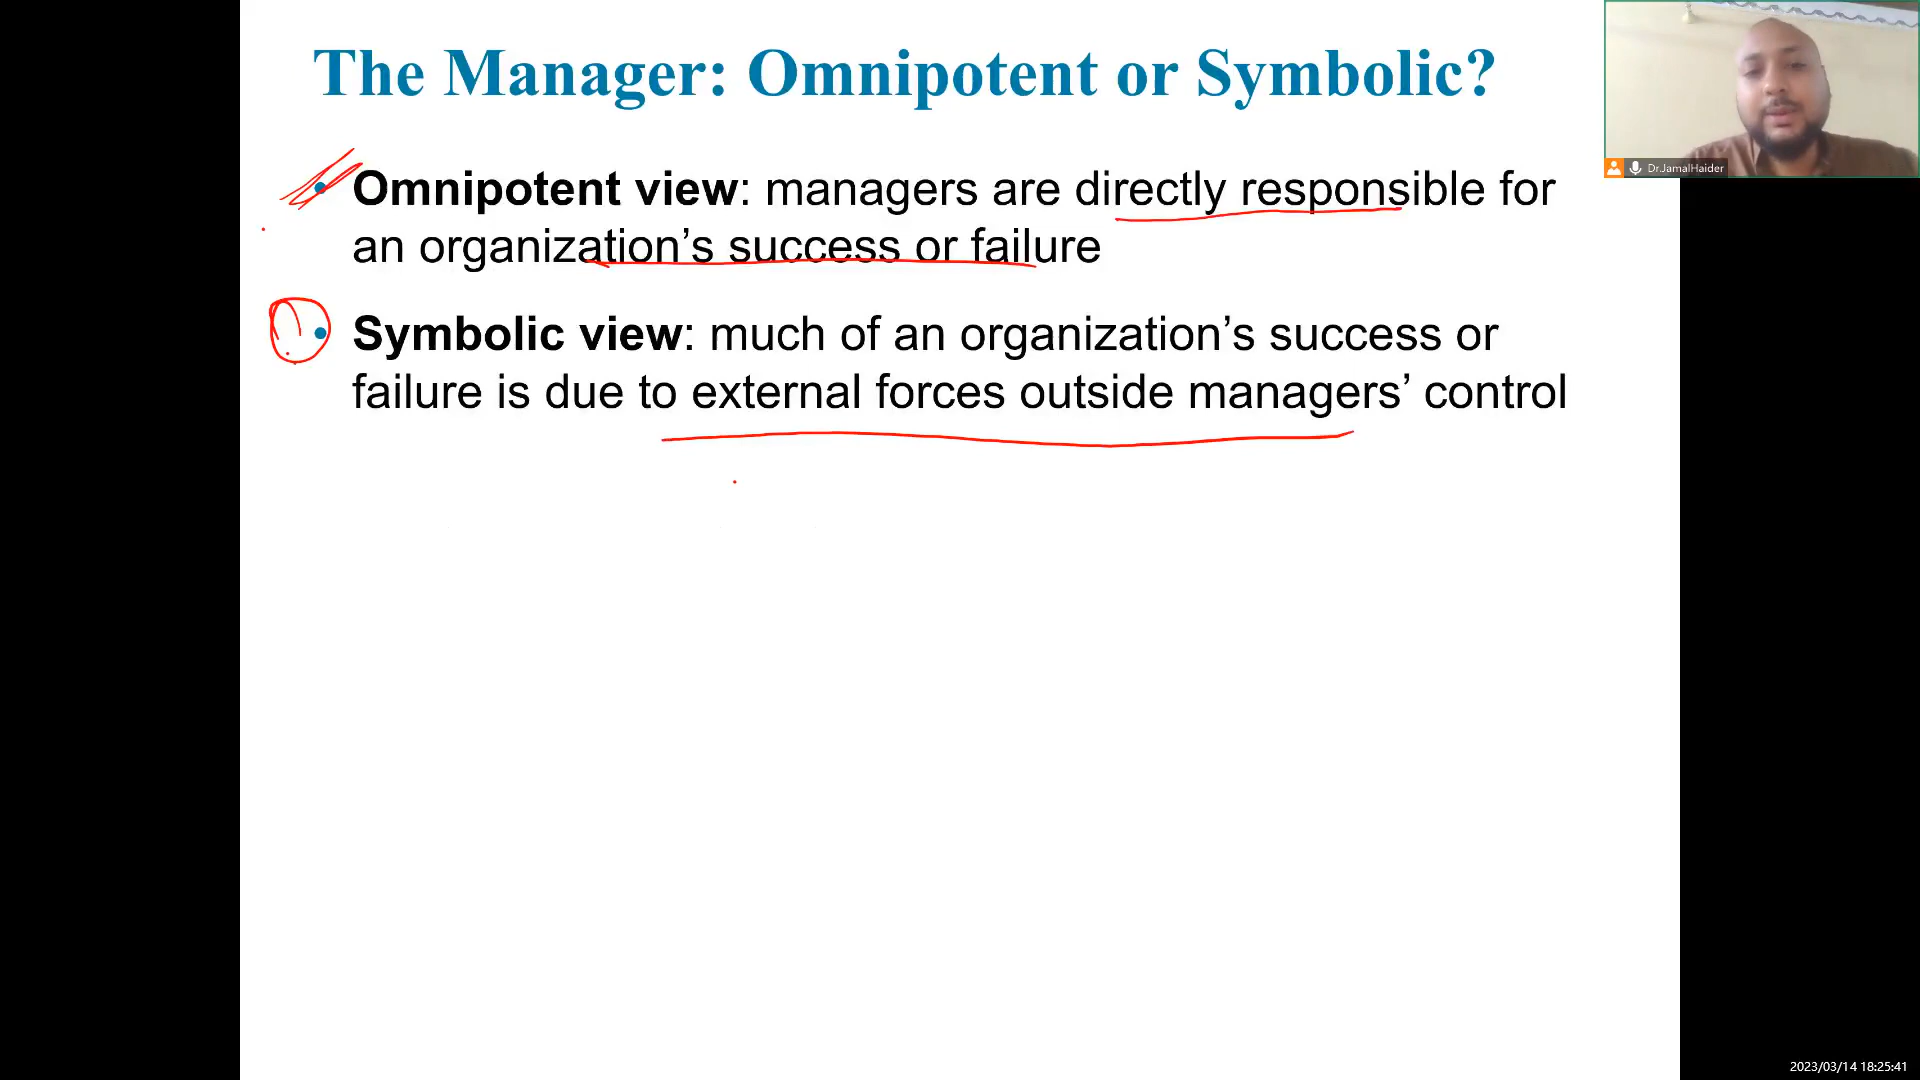 The Manager: Omnipotent or Symbolic?
Dr.JamalHaider
• Omnipotent view: managers are directly responsible for
an organization’s success or failure
• Symbolic view: much of an organization’s success or
failure is due to external forces outside managers’ control
2023/03/14 18:25:41